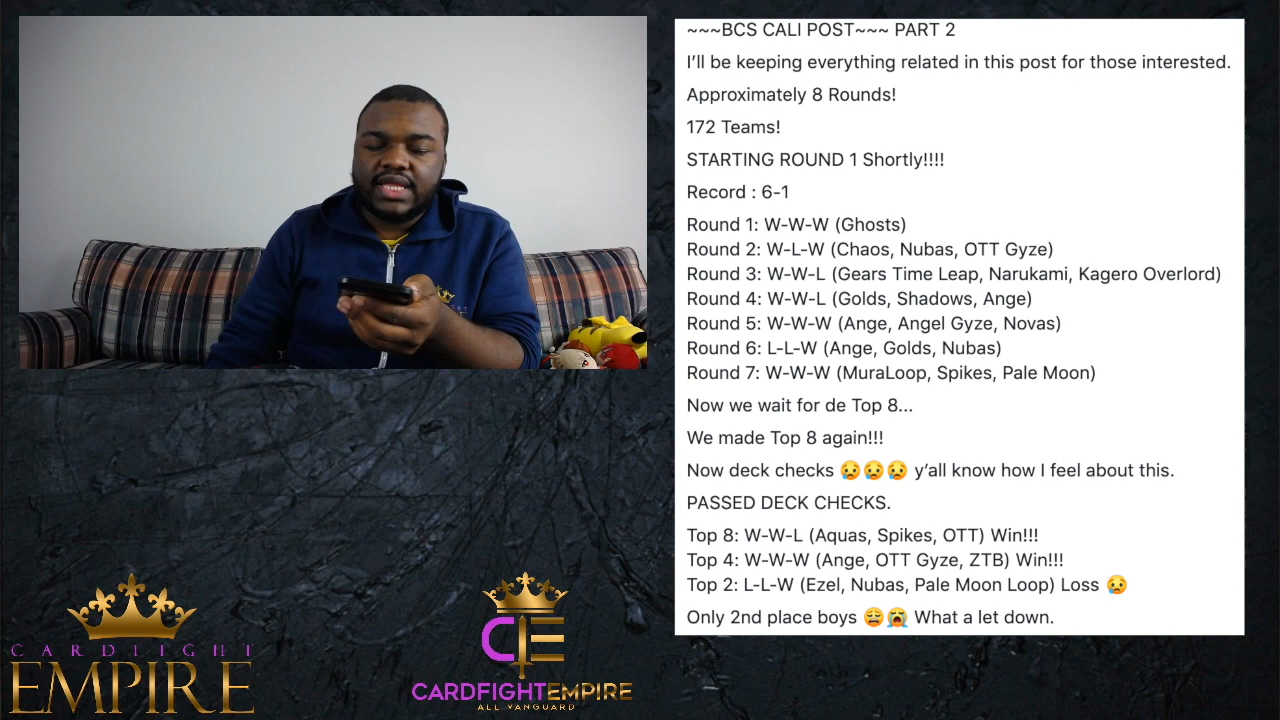 ~~~BCS CALI POST~~~ PART 2
I'll be keeping everything related in this post for those interested.
Approximately 8 Rounds!
172 Teams!
STARTING ROUND 1 Shortly!!!!
Record : 6-1
Round 1: W-W-W (Ghosts)
Round 2: W-L-W (Chaos, Nubas, OTT Gyze)
Round 3: W-W-L (Gears Time Leap, Narukami, Kagero Overlord)
Round 4: W-W-L (Golds, Shadows, Ange)
Round 5: W-W-W (Ange, Angel Gyze, Novas)
Round 6: L-L-W (Ange, Golds, Nubas)
Round 7: W-W-W (MuraLoop, Spikes, Pale Moon)
Now we wait for de Top 8...
We made Top 8 again!!!
Now deck checks 😥😥😥 y'all know how I feel about this.
PASSED DECK CHECKS.
Top 8: W-W-L (Aquas, Spikes, OTT) Win!!!
Top 4: W-W-W (Ange, OTT Gyze, ZTB) Win!!!
Top 2: L-L-W (Ezel, Nubas, Pale Moon Loop) Loss 😥
Only 2nd place boys 😩😭 What a let down.
CARDFIGHT
EMPIRE
CE
CARDFIGHTEMPIRE
ALL VANGUARD